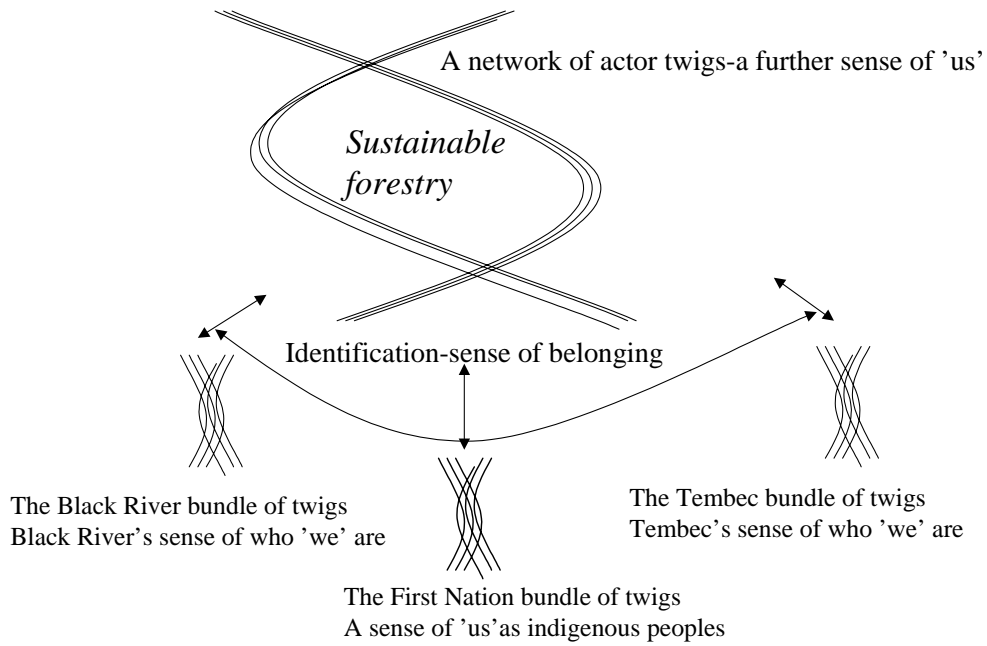 A network of actor twigs-a further sense of ’us’
Sustainable
forestry
Identification-sense of belonging
The Black River bundle of twigs
Black River’s sense of who ’we’ are
The Tembec bundle of twigs
Tembec’s sense of who ’we’ are
The First Nation bundle of twigs
A sense of ’us’as indigenous peoples